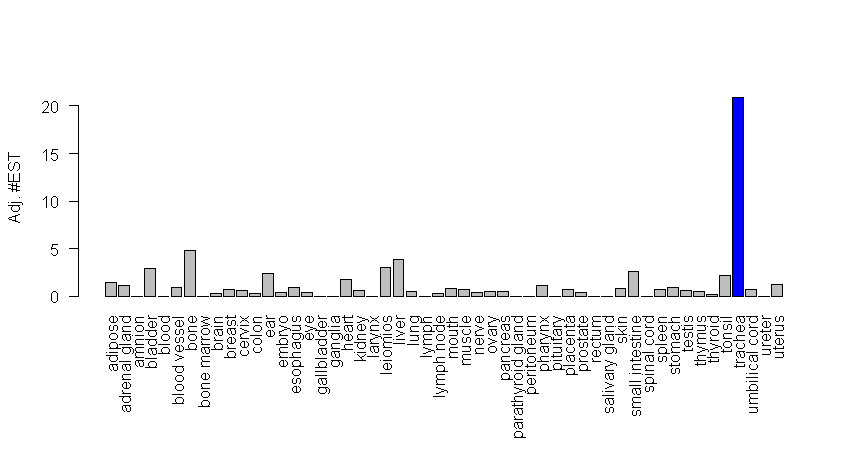 Adj. #EST
20
15
10
5
0
adipose
adrenal gland
amnion
bladder
blood
blood vessel
bone
bone marrow
brain
breast
cervix
colon
ear
embryo
esophagus
eye
gallbladder
ganglia
heart
kidney
larynx
leiomios
liver
lung
lymph
lymph node
mouth
muscle
nerve
ovary
pancreas
parathyroid gland
peritoneum
pharynx
pituitary
placenta
prostate
rectum
salivary gland
skin
small intestine
spinal cord
spleen
stomach
testis
thymus
thyroid
tonsil
trachea
umbilical cord
ureter
uterus